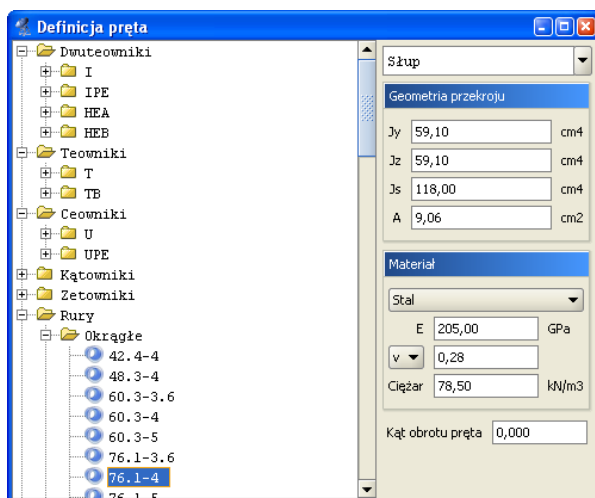 Definicja pręta
Dwuteowniki
I
IPE
HEA
HEB
Teowniki
T
TB
Ceowniki
U
UPE
Kątowniki
Zetowniki
Rury
Okrągłe
42.4-4
48.3-4
60.3-3.6
60.3-4
60.3-5
76.1-3.6
76.1-4
76.1-5
Słup
Geometria przekroju
Jy 59,10 cm4
Jz 59,10 cm4
Js 118,00 cm4
A 9,06 cm2
Materiał
Stal
E 205,00 GPa
v 0,28
Ciężar 78,50 kN/m3
Kąt obrotu pręta 0,000